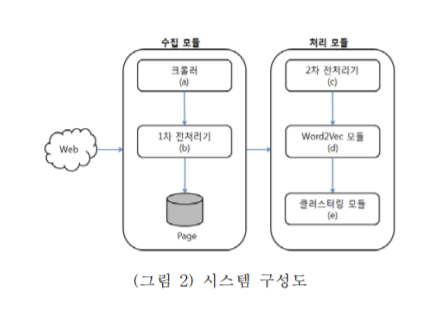 수집 모듈
크롤러
(a)
1차 전처리기
(b)
Page
Web
처리 모듈
2차 전처리기
(c)
Word2Vec 모듈
(d)
클러스터링 모듈
(e)
(그림 2) 시스템 구성도